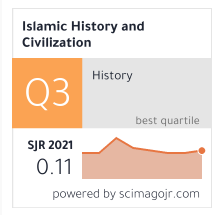 Islamic History and
Civilization
Q3
History
best quartile
SJR 2021
0.11
powered by scimagojr.com